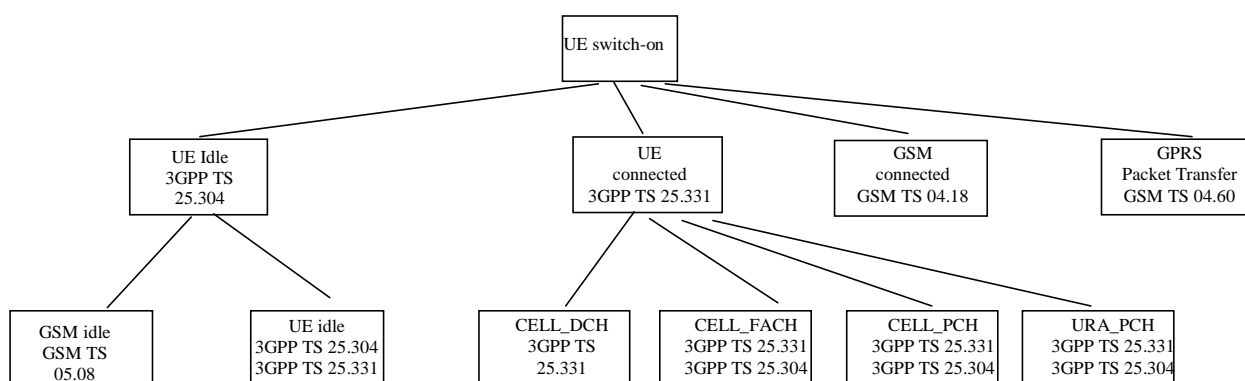 UE switch-on
UE Idle
3GPP TS
25.304
UE
connected
3GPP TS 25.331
GSM
connected
GSM TS 04.18
GPRS
Packet Transfer
GSM TS 04.60
GSM idle
GSM TS
05.08
UE idle
3GPP TS 25.304
3GPP TS 25.331
CELL_DCH
3GPP TS
25.331
CELL_FACH
3GPP TS 25.331
3GPP TS 25.304
CELL_PCH
3GPP TS 25.331
3GPP TS 25.304
URA_PCH
3GPP TS 25.331
3GPP TS 25.304